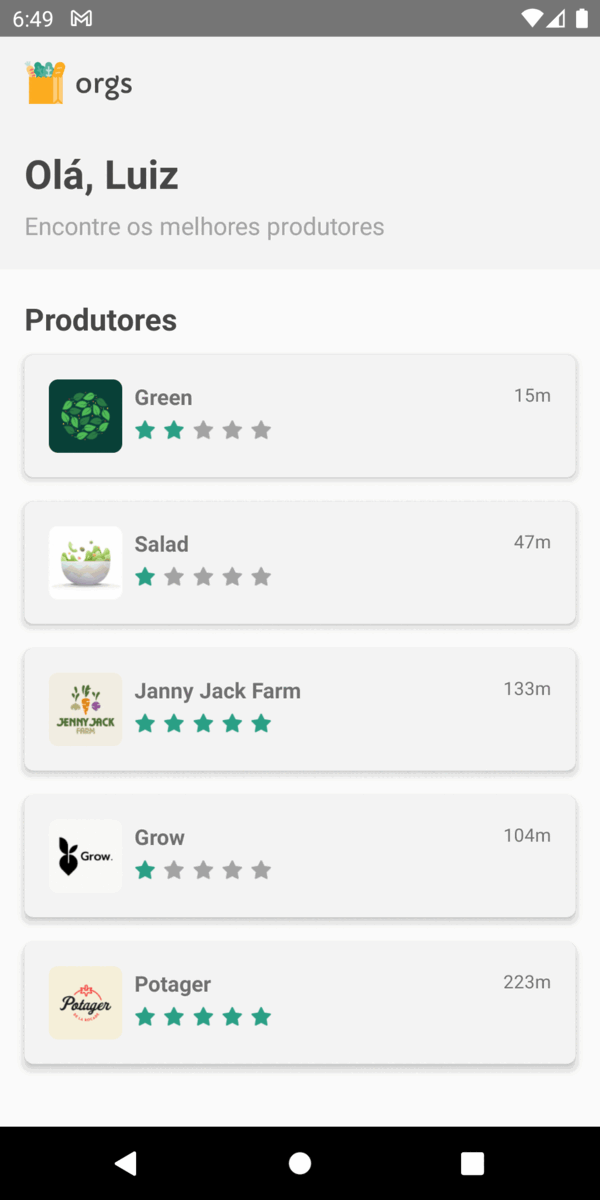 6:49
orgs
Olá, Luiz
Encontre os melhores produtores
Produtores
Green
15m
Salad
47m
JENNY JACK
FARM
Janny Jack Farm
133m
Grow.
Grow
104m
Potager
Potager
223m